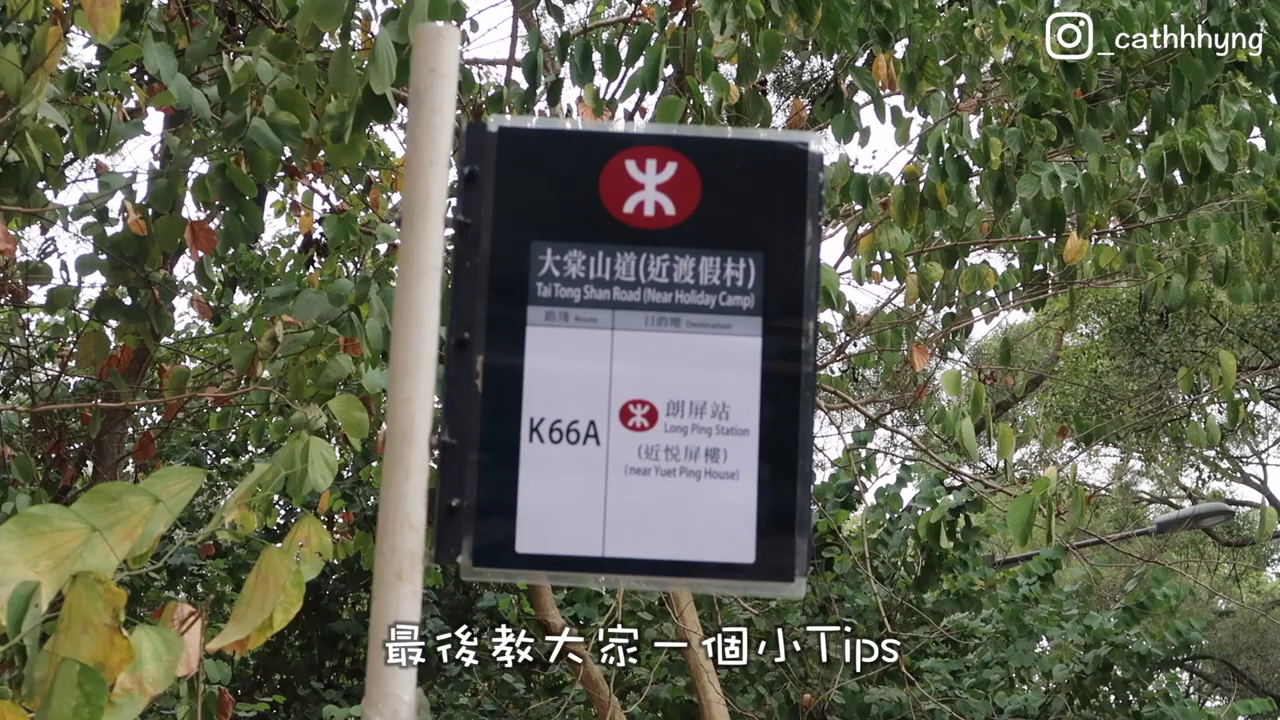 _cathhhyng
大棠山道(近渡假村)
Tai Tong Shan Road (Near Holiday Camp)
路綫 Route 目的地 Destination
K66A
朗屏站
Long Ping Station
(近悦屏樓)
(near Yuet Ping House)
最後教大家一個小Tips